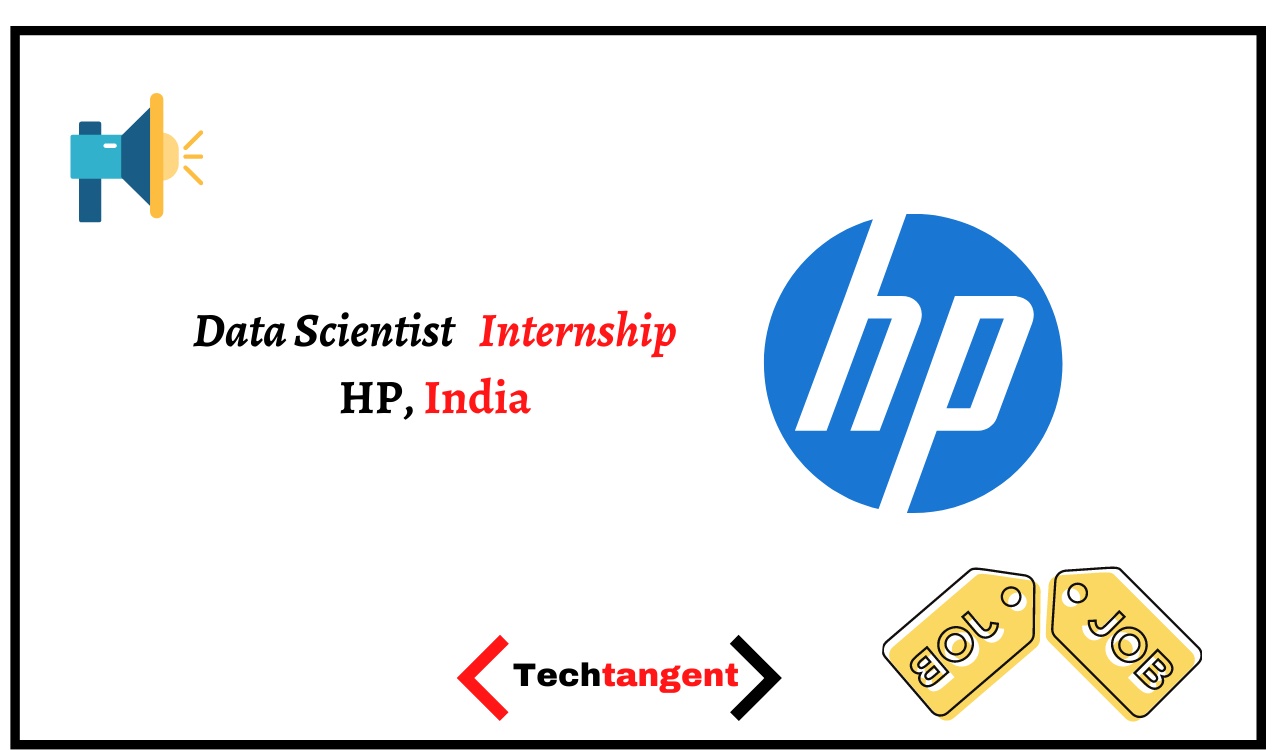 Data Scientist Internship
HP, India
hp
Techtangent
JOB
JOB